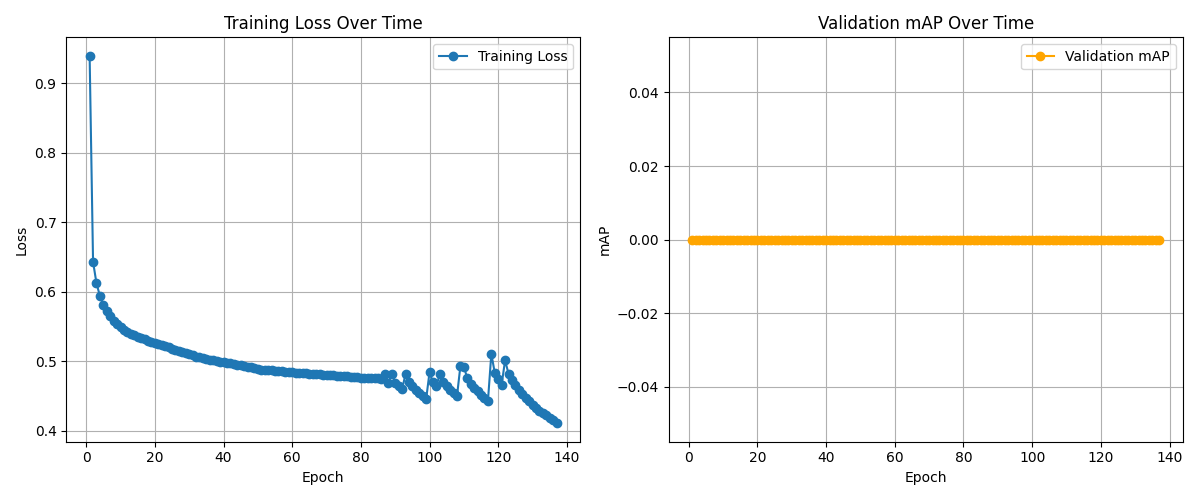 Training Loss Over Time
Training Loss
0.9
0.8
0.7
0.6
0.5
0.4
Loss
0 20 40 60 80 100 120 140
Epoch
Validation mAP Over Time
Validation mAP
0.04
0.02
0.00
−0.02
−0.04
mAP
0 20 40 60 80 100 120 140
Epoch